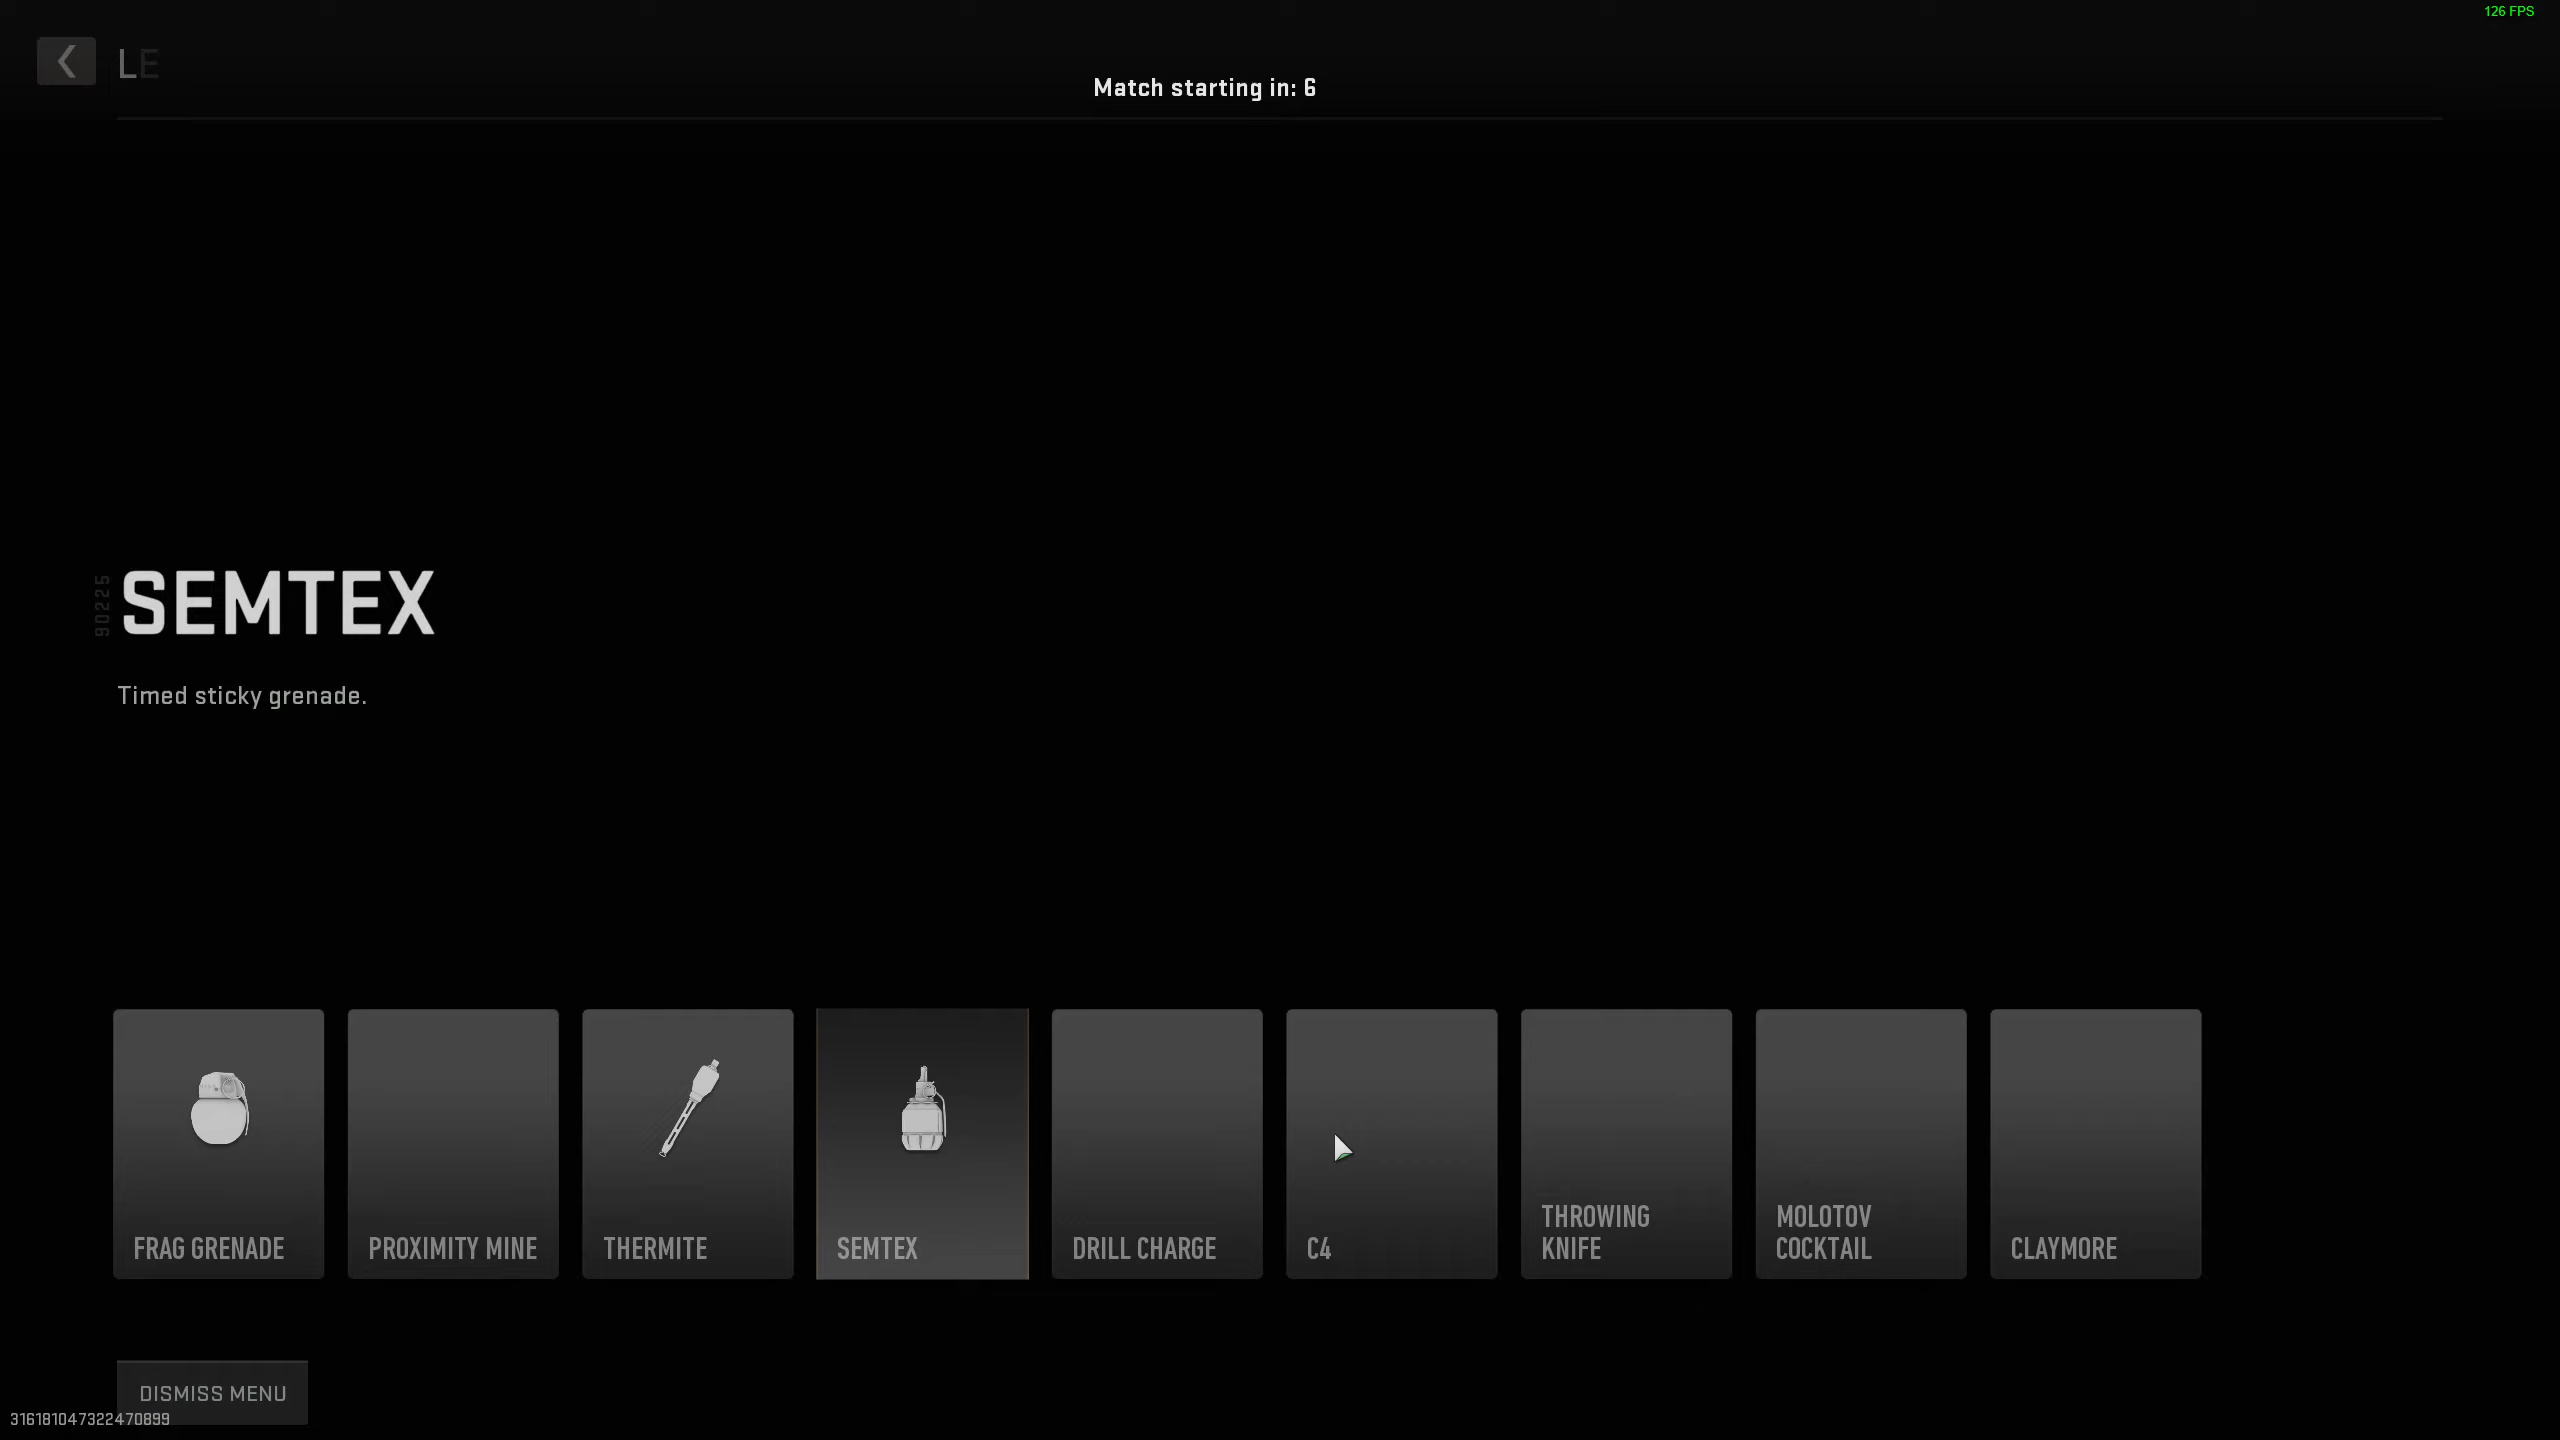 126 FPS
LE
Match starting in: 6
90225
SEMTEX
Timed sticky grenade.
FRAG GRENADE
PROXIMITY MINE
THERMITE
SEMTEX
DRILL CHARGE
C4
THROWING
KNIFE
MOLOTOV
COCKTAIL
CLAYMORE
DISMISS MENU
316181047322470899